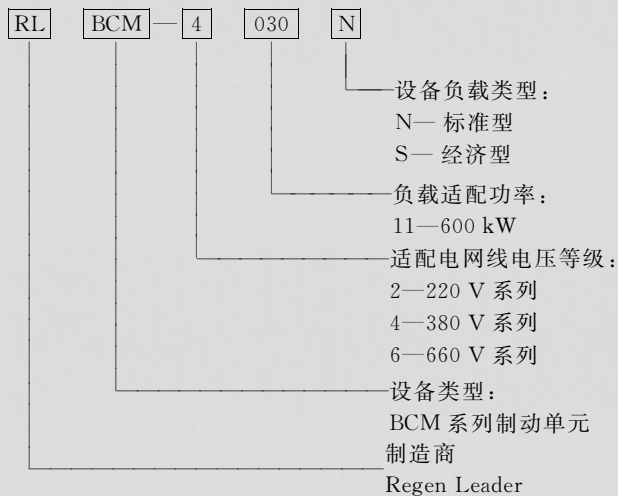 RL BCM—4 030 N
设备负载类型：
N—标准型
S—经济型
负载适配功率：
11—600 kW
适配电网线电压等级：
2—220 V 系列
4—380 V 系列
6—660 V 系列
设备类型：
BCM 系列制动单元
制造商
Regen Leader